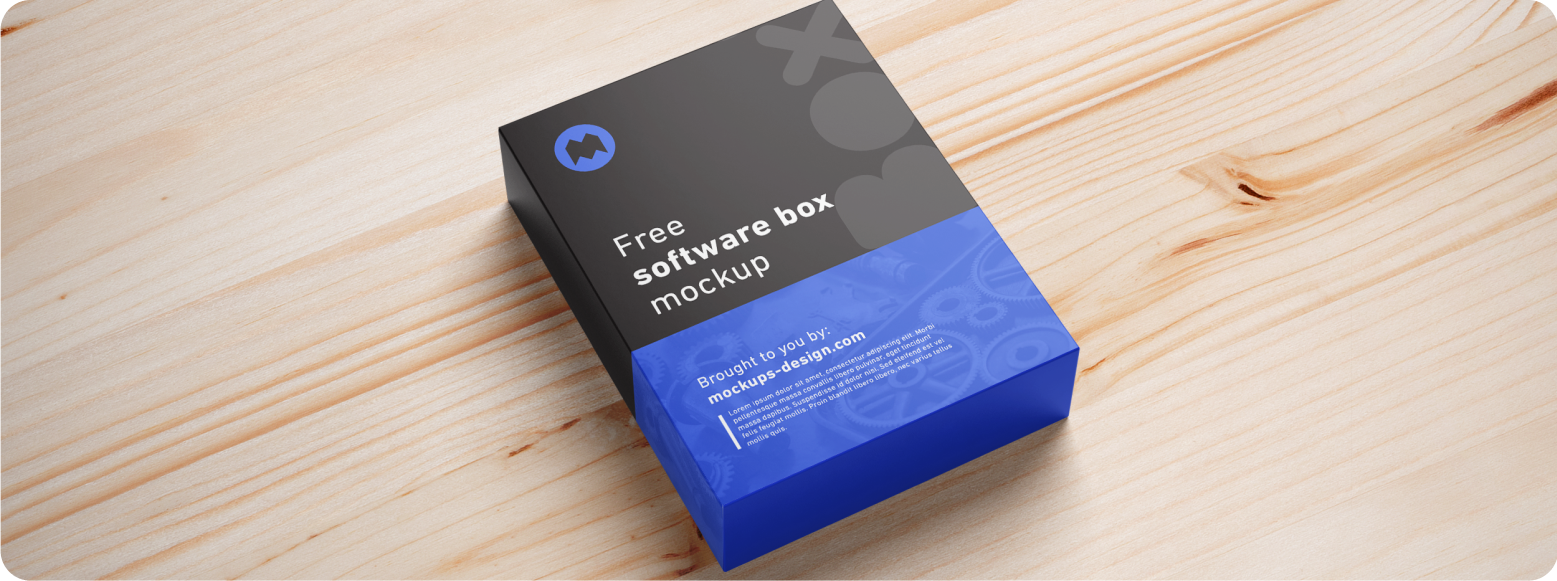 BOX
Free
software box
mockup
Brought to you by:
mockups-design.com
Lorem ipsum dolor sit amet, consectetur adipiscing elit. Morbi
pellentesque massa convallis libero pulvinar, eget tincidunt
massa dapibus. Suspendisse id dolor nisi. Sed eleifend est vel
felis feugiat mollis. Proin blandit libero libero, nec varius tellus
mollis quis.